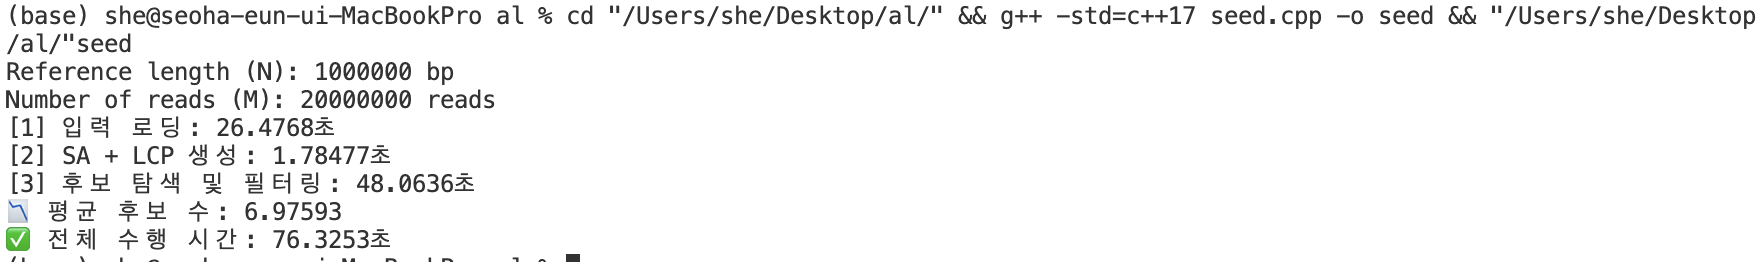 (base) she@seoha-eun-ui-MacBookPro al % cd "/Users/she/Desktop/al/" && g++ -std=c++17 seed.cpp -o seed && "/Users/she/Desktop
/al/"seed
Reference length (N): 1000000 bp
Number of reads (M): 20000000 reads
[1] 입력 로딩: 26.4768초
[2] SA + LCP 생성: 1.78477초
[3] 후보 탐색 및 필터링: 48.0636초
📉 평균 후보 수: 6.97593
✅ 전체 수행 시간: 76.3253초